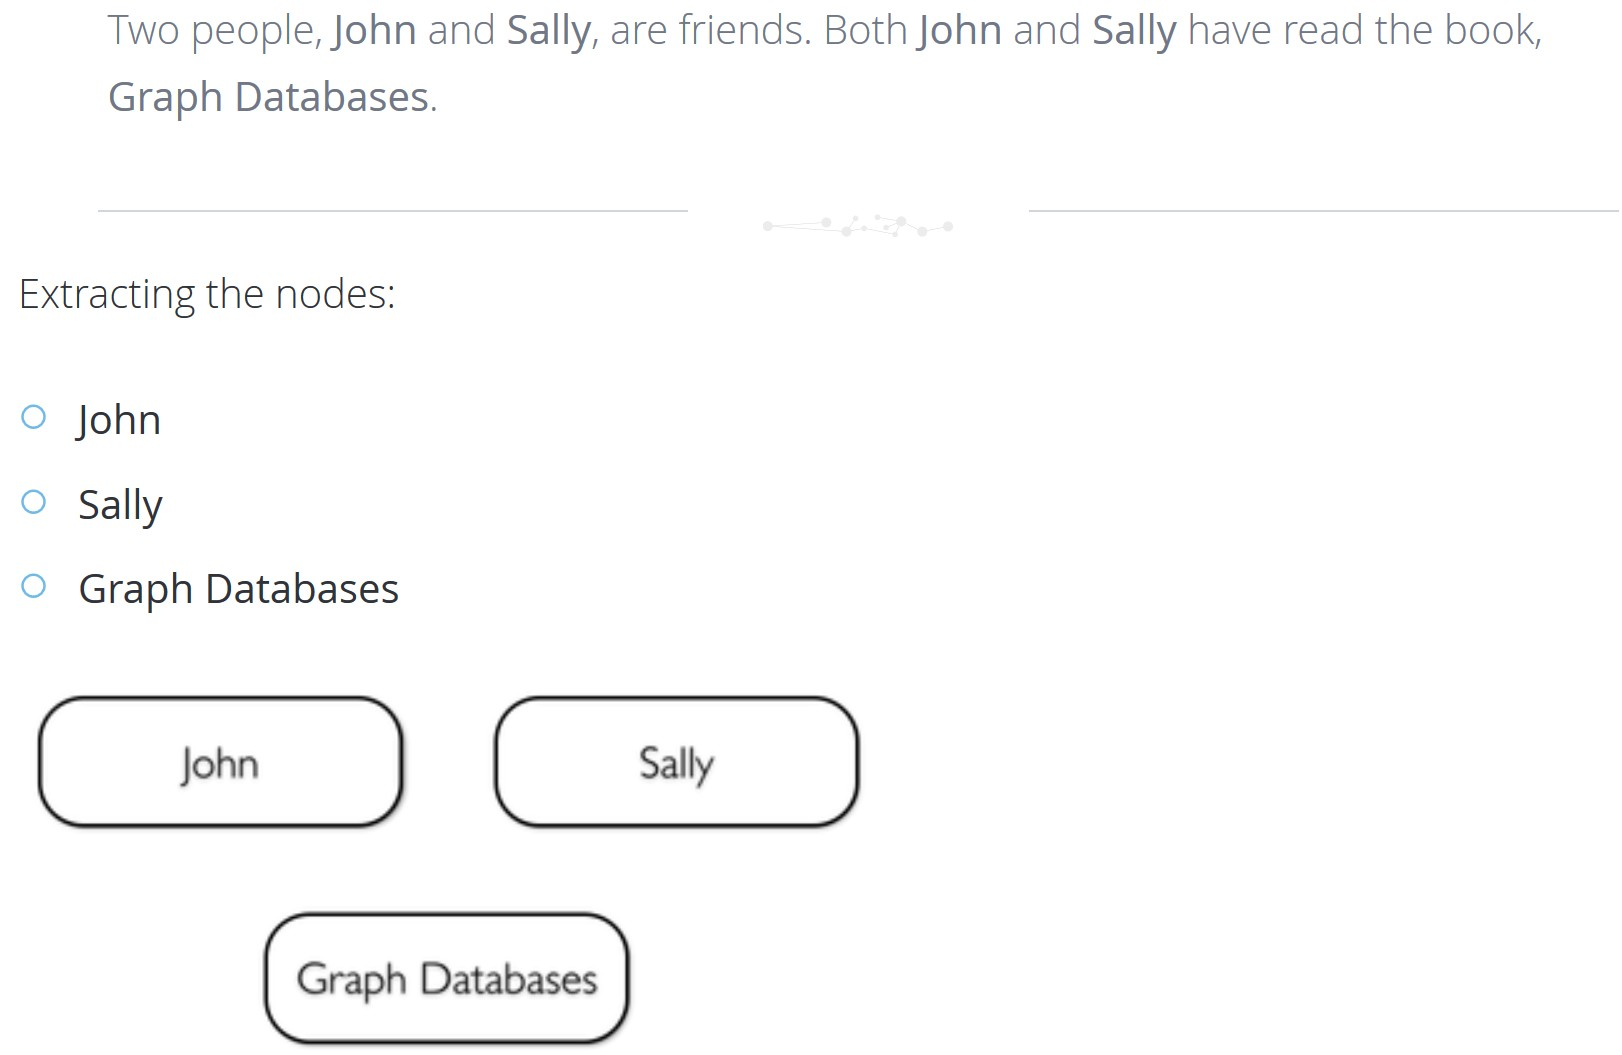 Two people, John and Sally, are friends. Both John and Sally have read the book,
Graph Databases.
Extracting the nodes:
John
Sally
Graph Databases
John
Sally
Graph Databases